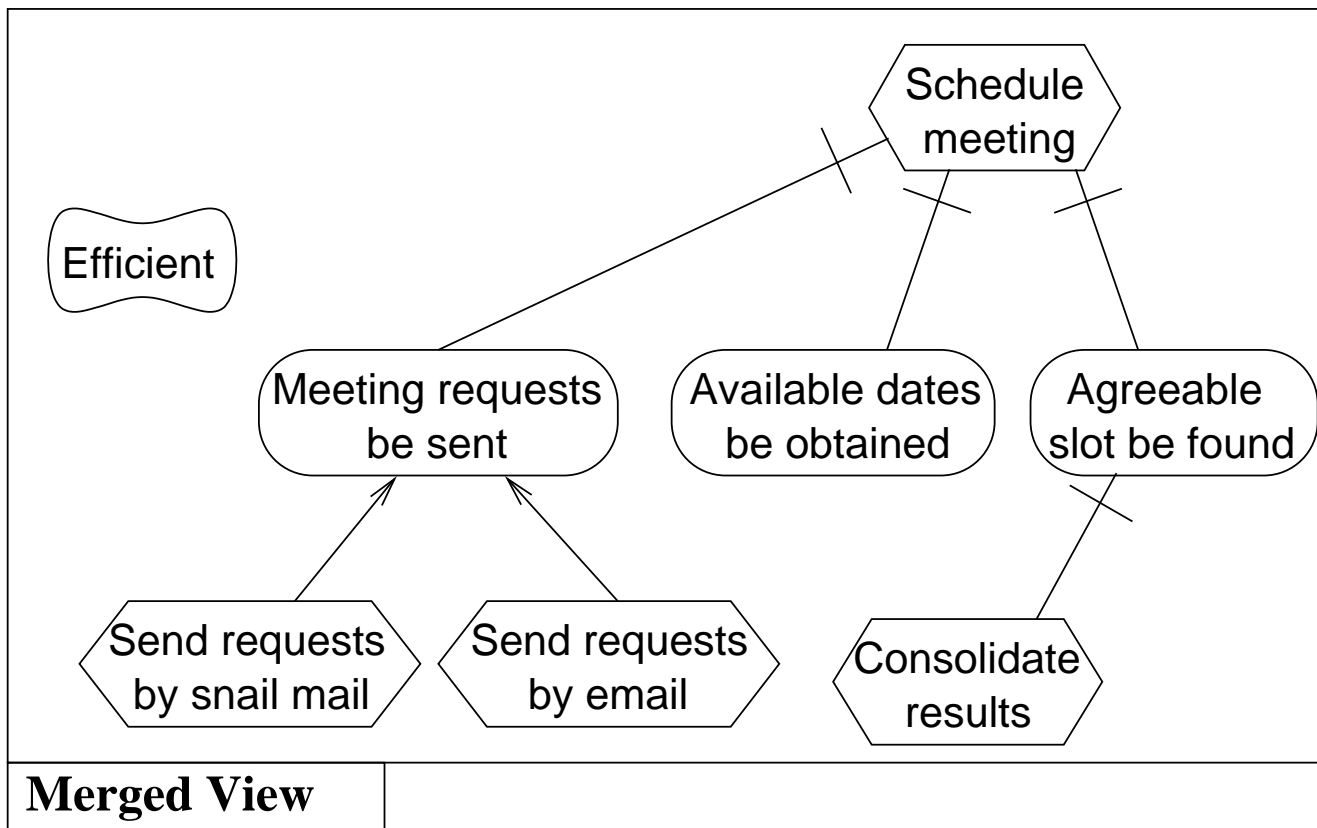 Schedule
meeting
Efficient
Meeting requests
be sent
Available dates
be obtained
Agreeable
slot be found
Send requests
by snail mail
Send requests
by email
Consolidate
results
Merged View